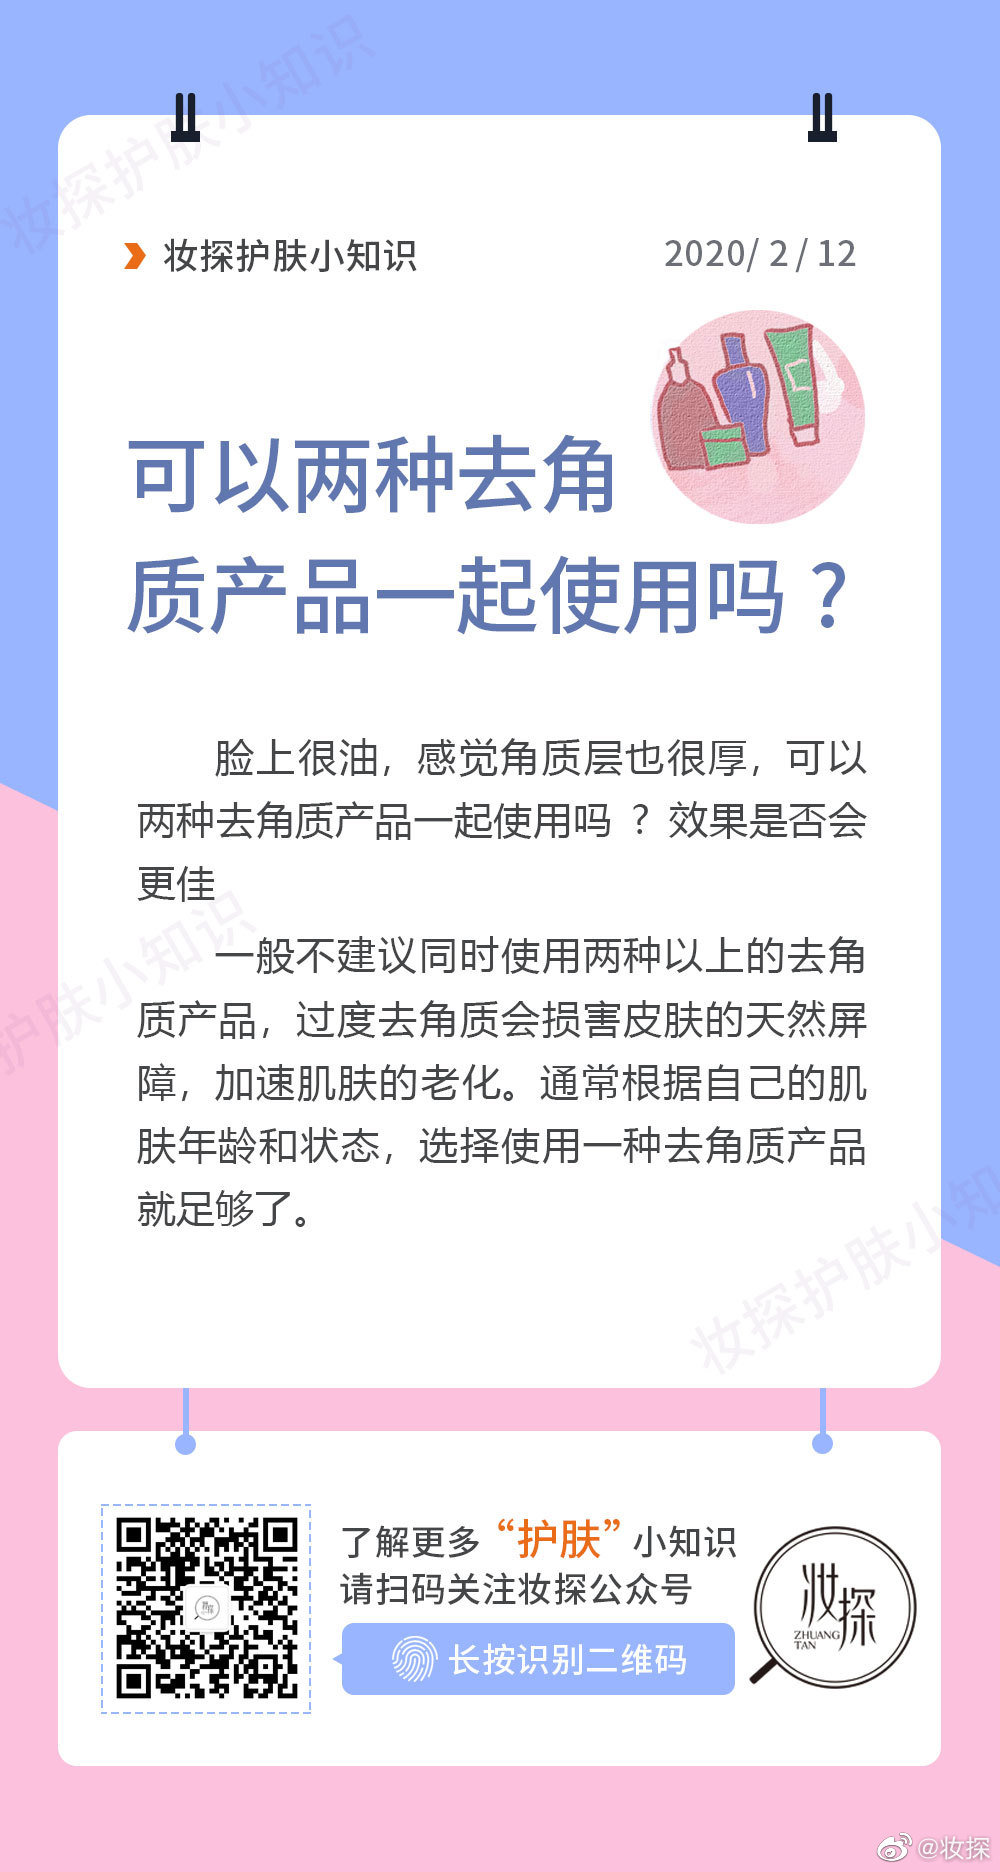 妆探护肤小知识
妆探护肤小知识
2020/ 2 / 12
可以两种去角
质产品一起使用吗？
脸上很油，感觉角质层也很厚，可以
两种去角质产品一起使用吗 ？效果是否会
更佳
一般不建议同时使用两种以上的去角
质产品，过度去角质会损害皮肤的天然屏
障，加速肌肤的老化。通常根据自己的肌
肤年龄和状态，选择使用一种去角质产品
就足够了。
护肤小知识
妆探护肤小知
了解更多“护肤”小知识
请扫码关注妆探公众号
长按识别二维码
妆探
ZHUANG
TAN
@妆探